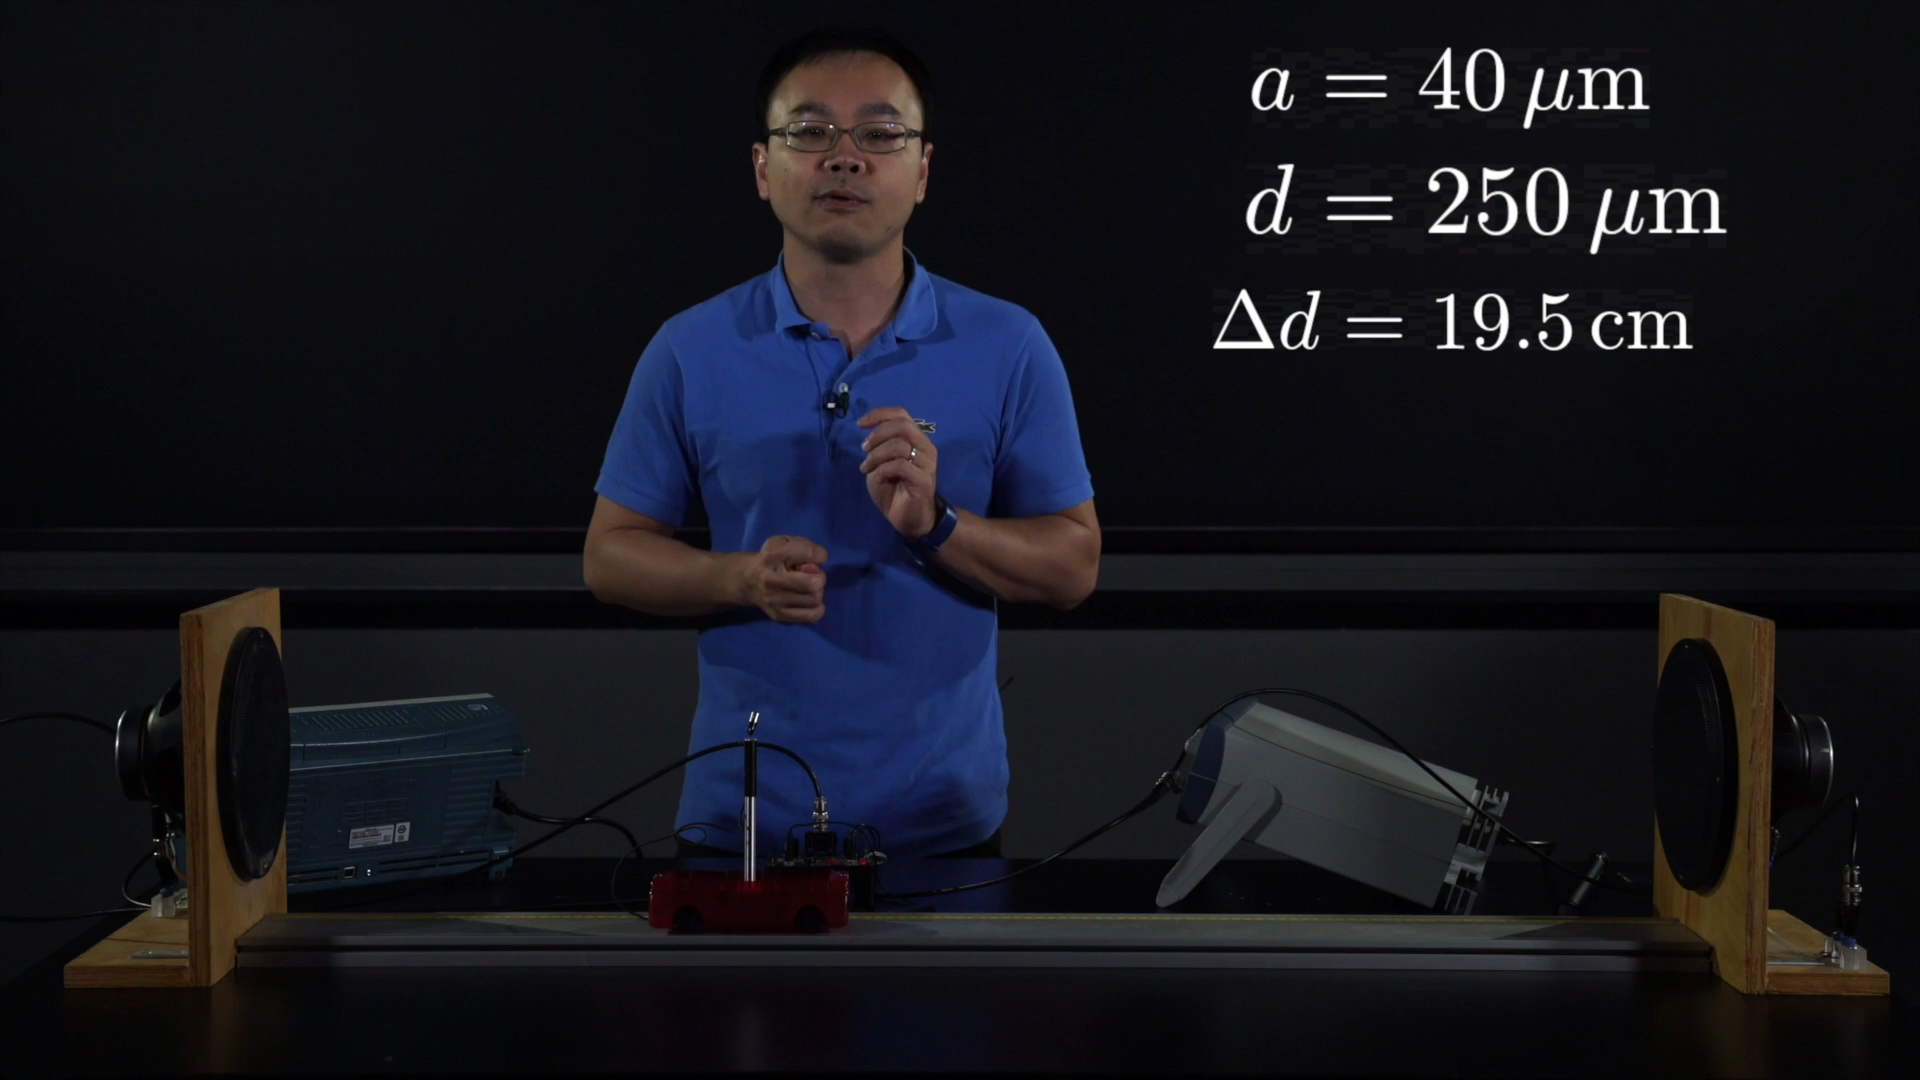 a = 40 μm
d = 250 μm
Δd = 19.5 cm